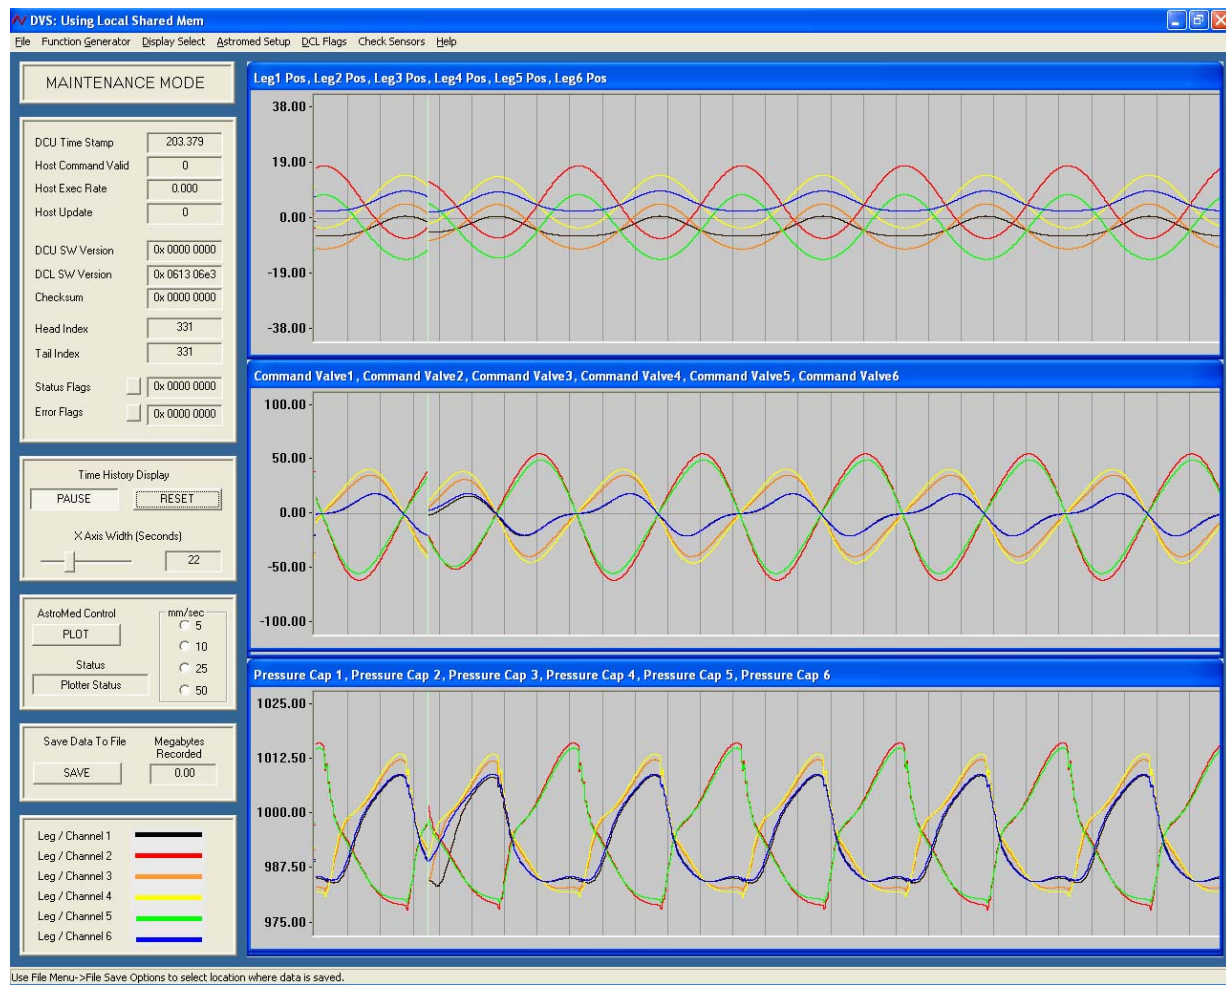 DVS: Using Local Shared Mem
File Function Generator Display Select Astromed Setup DCL Flags Check Sensors Help
MAINTENANCE MODE
DCU Time Stamp 203.379
Host Command Valid 0
Host Exec Rate 0.000
Host Update 0
DCU SW Version 0x 0000 0000
DCL SW Version 0x 0613 06e3
Checksum 0x 0000 0000
Head Index 331
Tail Index 331
Status Flags 0x 0000 0000
Error Flags 0x 0000 0000
Time History Display
PAUSE RESET
X Axis Width (Seconds)
22
AstroMed Control
PLOT
Status
Plotter Status
mm/sec
5
10
25
50
Save Data To File
SAVE
Megabytes
Recorded
0.00
Leg / Channel 1
Leg / Channel 2
Leg / Channel 3
Leg / Channel 4
Leg / Channel 5
Leg / Channel 6
Leg1 Pos, Leg2 Pos, Leg3 Pos, Leg4 Pos, Leg5 Pos, Leg6 Pos
38.00
19.00
0.00
-19.00
-38.00
Command Valve1, Command Valve2, Command Valve3, Command Valve4, Command Valve5, Command Valve6
100.00
50.00
0.00
-50.00
-100.00
Pressure Cap 1, Pressure Cap 2, Pressure Cap 3, Pressure Cap 4, Pressure Cap 5, Pressure Cap 6
1025.00
1012.50
1000.00
987.50
975.00
Use File Menu->File Save Options to select location where data is saved.